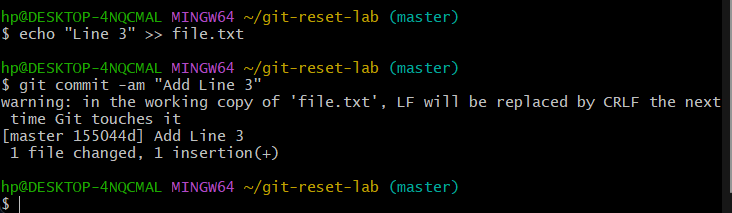 hp@DESKTOP-4NQCMAL MINGW64 ~/git-reset-lab (master)
$ echo "Line 3" >> file.txt
hp@DESKTOP-4NQCMAL MINGW64 ~/git-reset-lab (master)
$ git commit -am "Add Line 3"
warning: in the working copy of 'file.txt', LF will be replaced by CRLF the next
 time Git touches it
[master 155044d] Add Line 3
 1 file changed, 1 insertion(+)
hp@DESKTOP-4NQCMAL MINGW64 ~/git-reset-lab (master)
$